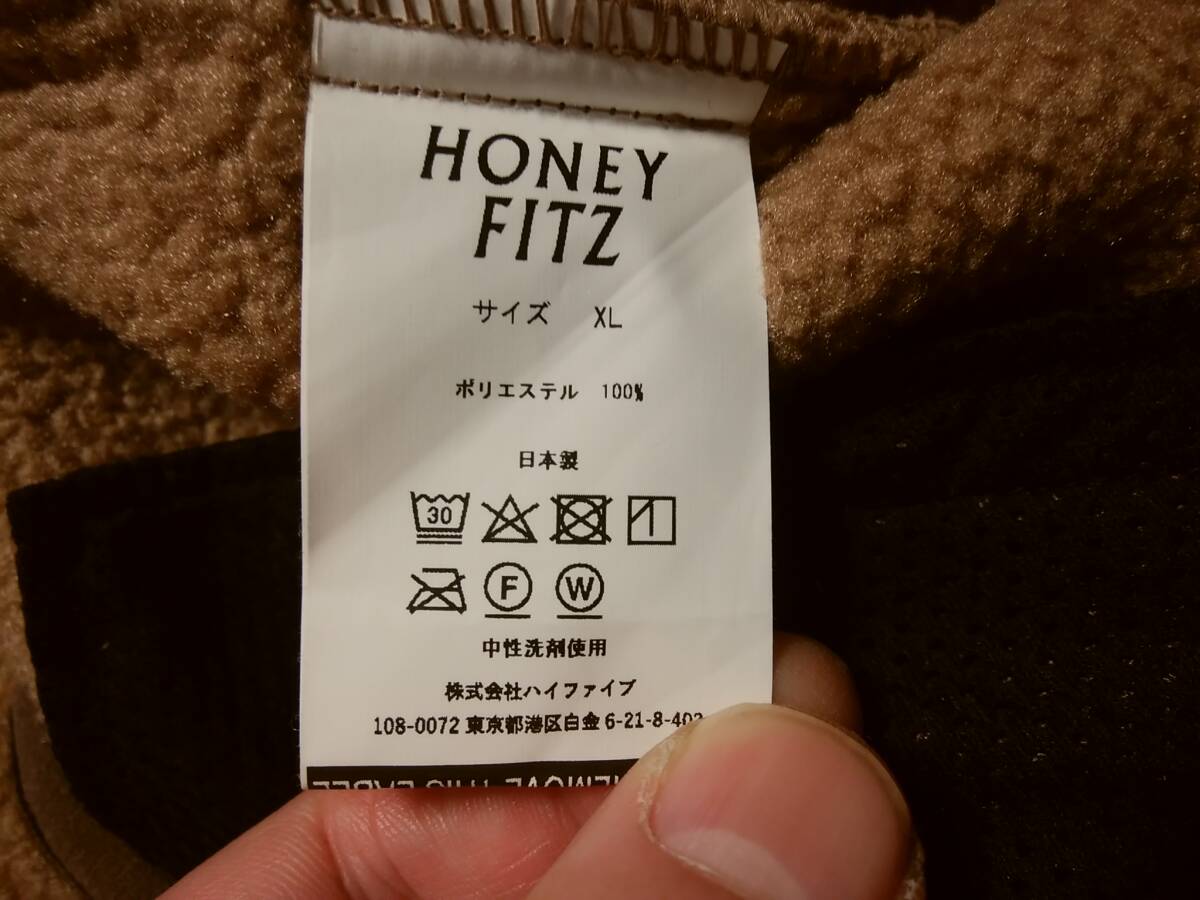 HONEY
FITZ
サイズ XL
ポリエステル 100%
日本製
30
F W
中性洗剤使用
株式会社ハイファイブ
108-0072 東京都港区白金 6-21-8-402
THIS